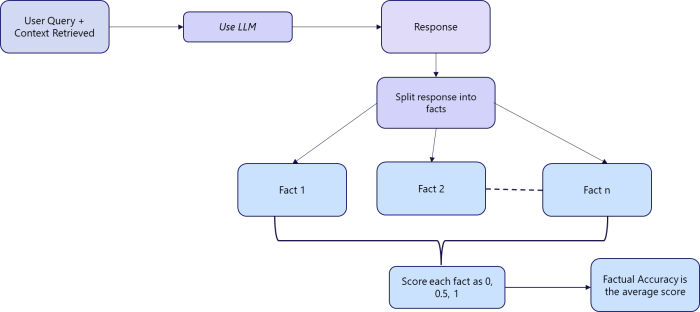 User Query +
Context Retrieved
Use LLM
Response
Split response into
facts
Fact 1
Fact 2
Fact n
Score each fact as 0,
0.5, 1
Factual Accuracy is
the average score